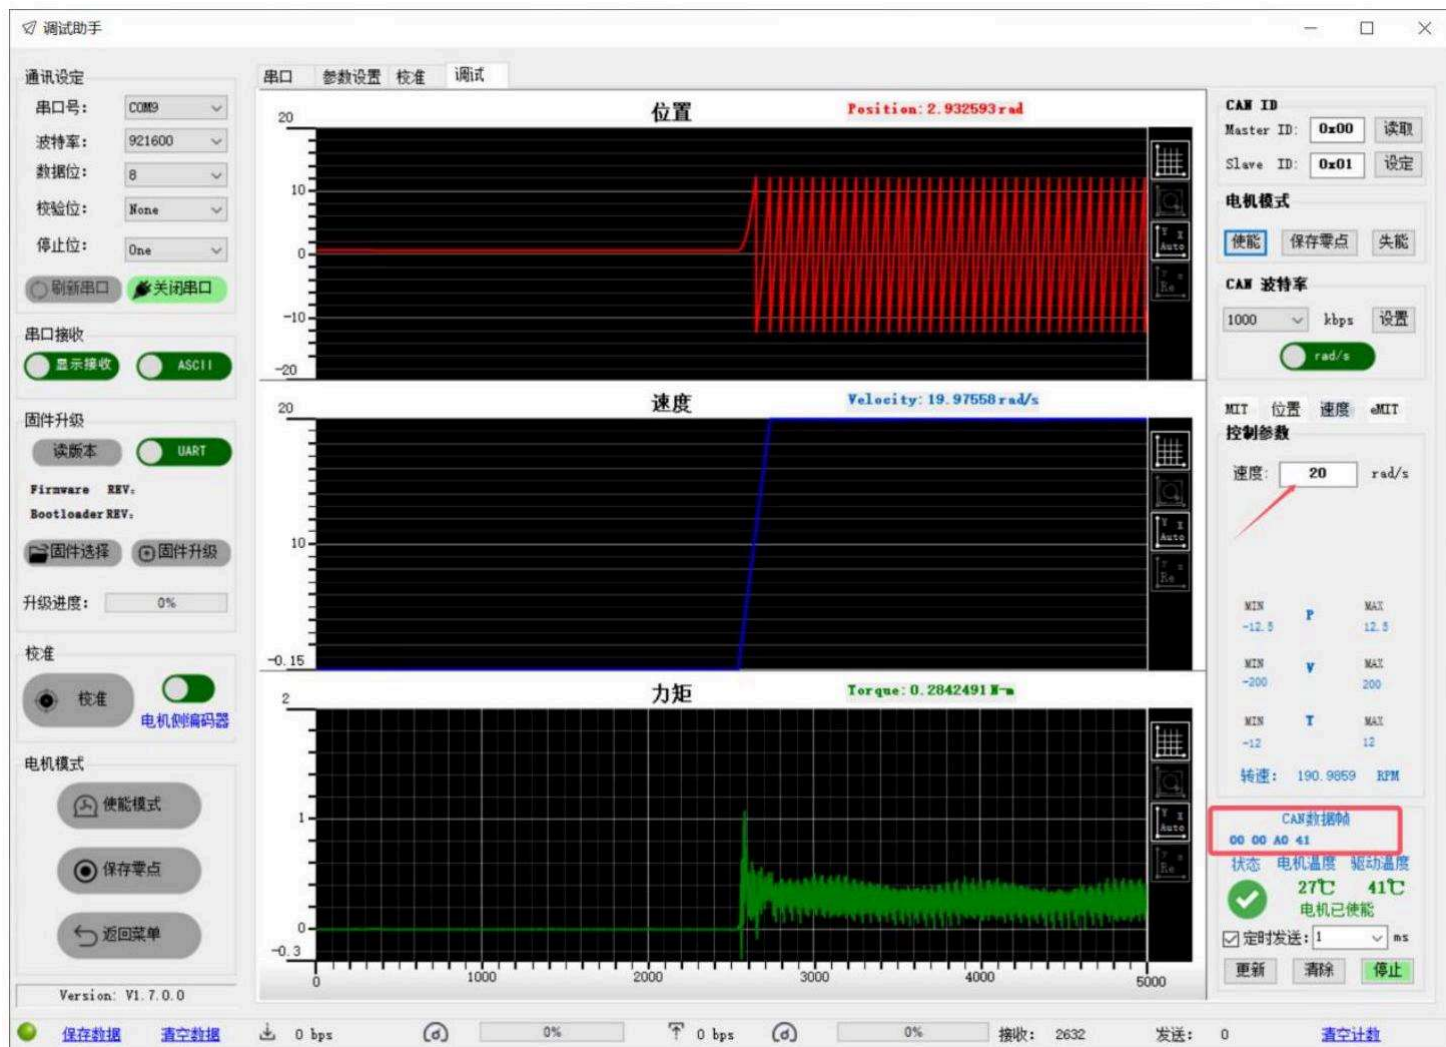 调试助手
通讯设定
串口号: COM9
波特率: 921600
数据位: 8
校验位: None
停止位: One
刷新串口 关闭串口
串口接收
显示接收 ASCII
固件升级
读版本 UART
Firmware REV:
Bootloader REV:
固件选择 固件升级
升级进度: 0%
校准
校准
电机侧编码器
电机模式
使能模式
保存零点
返回菜单
Version: V1.7.0.0
串口 参数设置 校准 调试
位置 Position:2.932593rad
20
10
0
-10
-20
Y X
Auto
Re
速度 Velocity:19.97558rad/s
20
10
-0.15
Y X
Auto
Re
力矩 Torque:0.2842491N-m
2
1
0
-0.3
Y X
Auto
Re
0 1000 2000 3000 4000 5000
CAN ID
Master ID: 0x00 读取
Slave ID: 0x01 设定
电机模式
使能 保存零点 失能
CAN 波特率
1000 kbps 设置
rad/s
MIT 位置 速度 eMIT
控制参数
速度: 20 rad/s
MIN P MAX
-12.5 12.5
MIN V MAX
-200 200
MIN T MAX
-12 12
转速: 190.9859 RPM
CAN数据帧
00 00 A0 41
状态 电机温度 驱动温度
27℃ 41℃
电机已使能
定时发送: 1 ms
更新 清除 停止
保存数据 清空数据 0 bps 0% 0 bps 0% 接收: 2632 发送: 0 清空计数